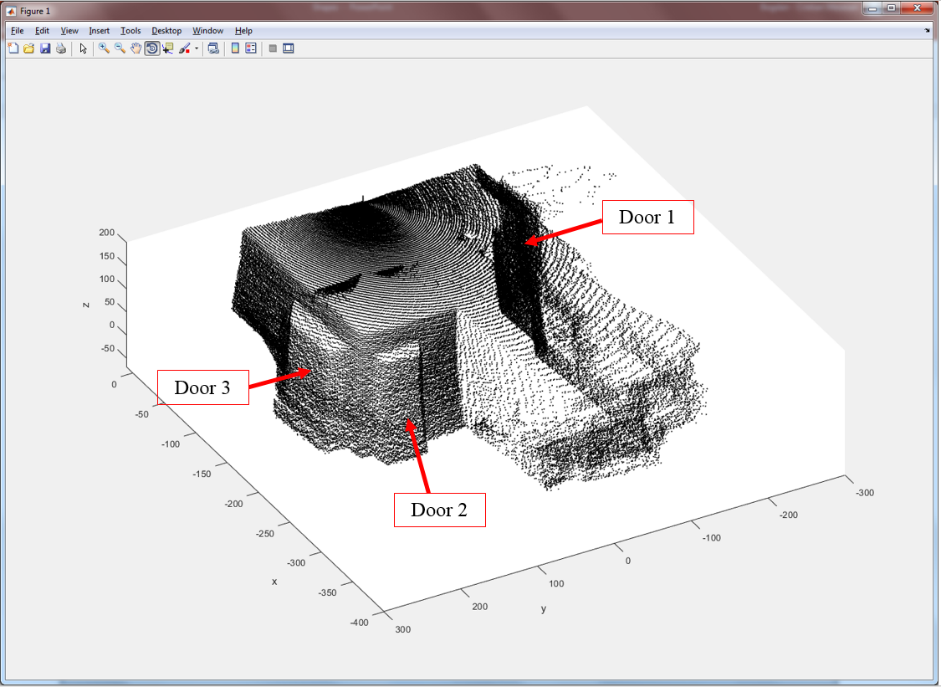 Figure 1
File Edit View Insert Tools Desktop Window Help
Door 1
Door 3
Door 2
200
150
100
50
0
-50
z
0
-50
-100
-150
-200
-250
-300
-350
-400
x
300
200
100
0
-100
-200
-300
y